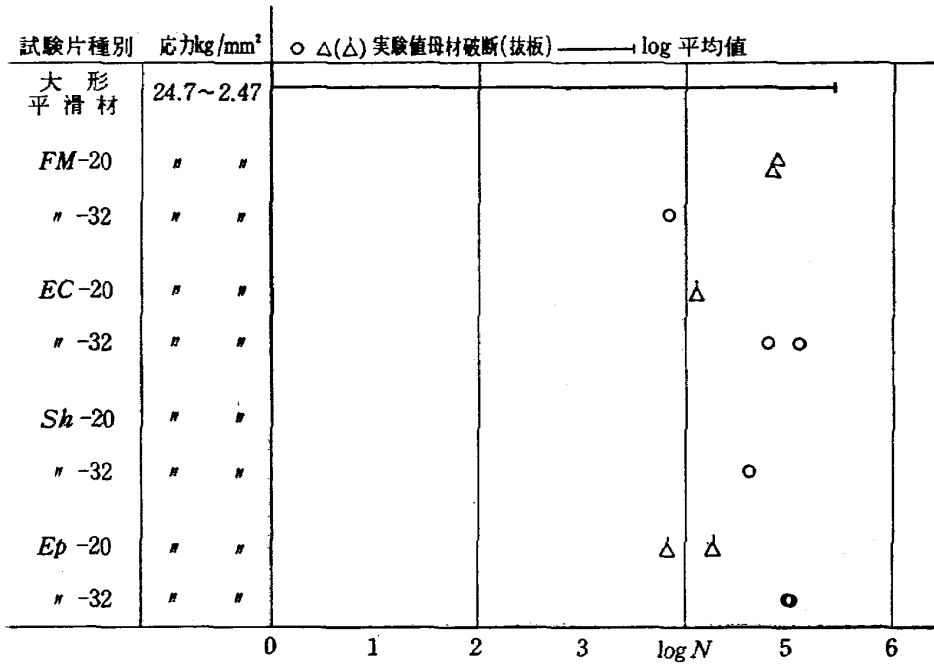 試験片種別 応力kg/mm² ○ △(△̇) 実験値母材破断(抜板) ——⊣ log 平均値
大 形
平 滑 材 24.7~2.47
FM-20 〃 〃
〃 -32 〃 〃
EC-20 〃 〃
〃 -32 〃 〃
Sh-20 〃 〃
〃 -32 〃 〃
Ep-20 〃 〃
〃 -32 〃 〃
0 1 2 3 log N 5 6